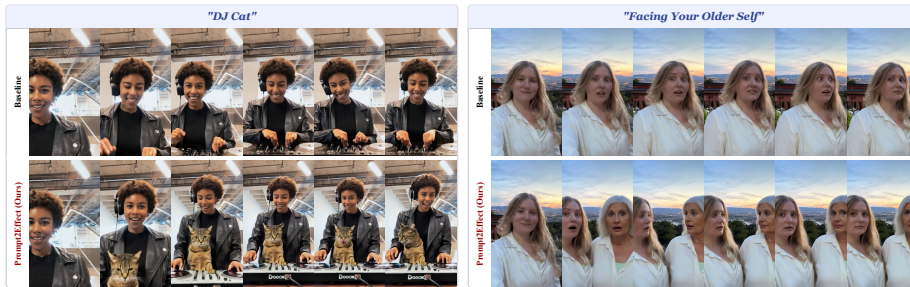 "DJ Cat"
"Facing Your Older Self"
Baseline
Baseline
Prompt2Effect (Ours)
Prompt2Effect (Ours)